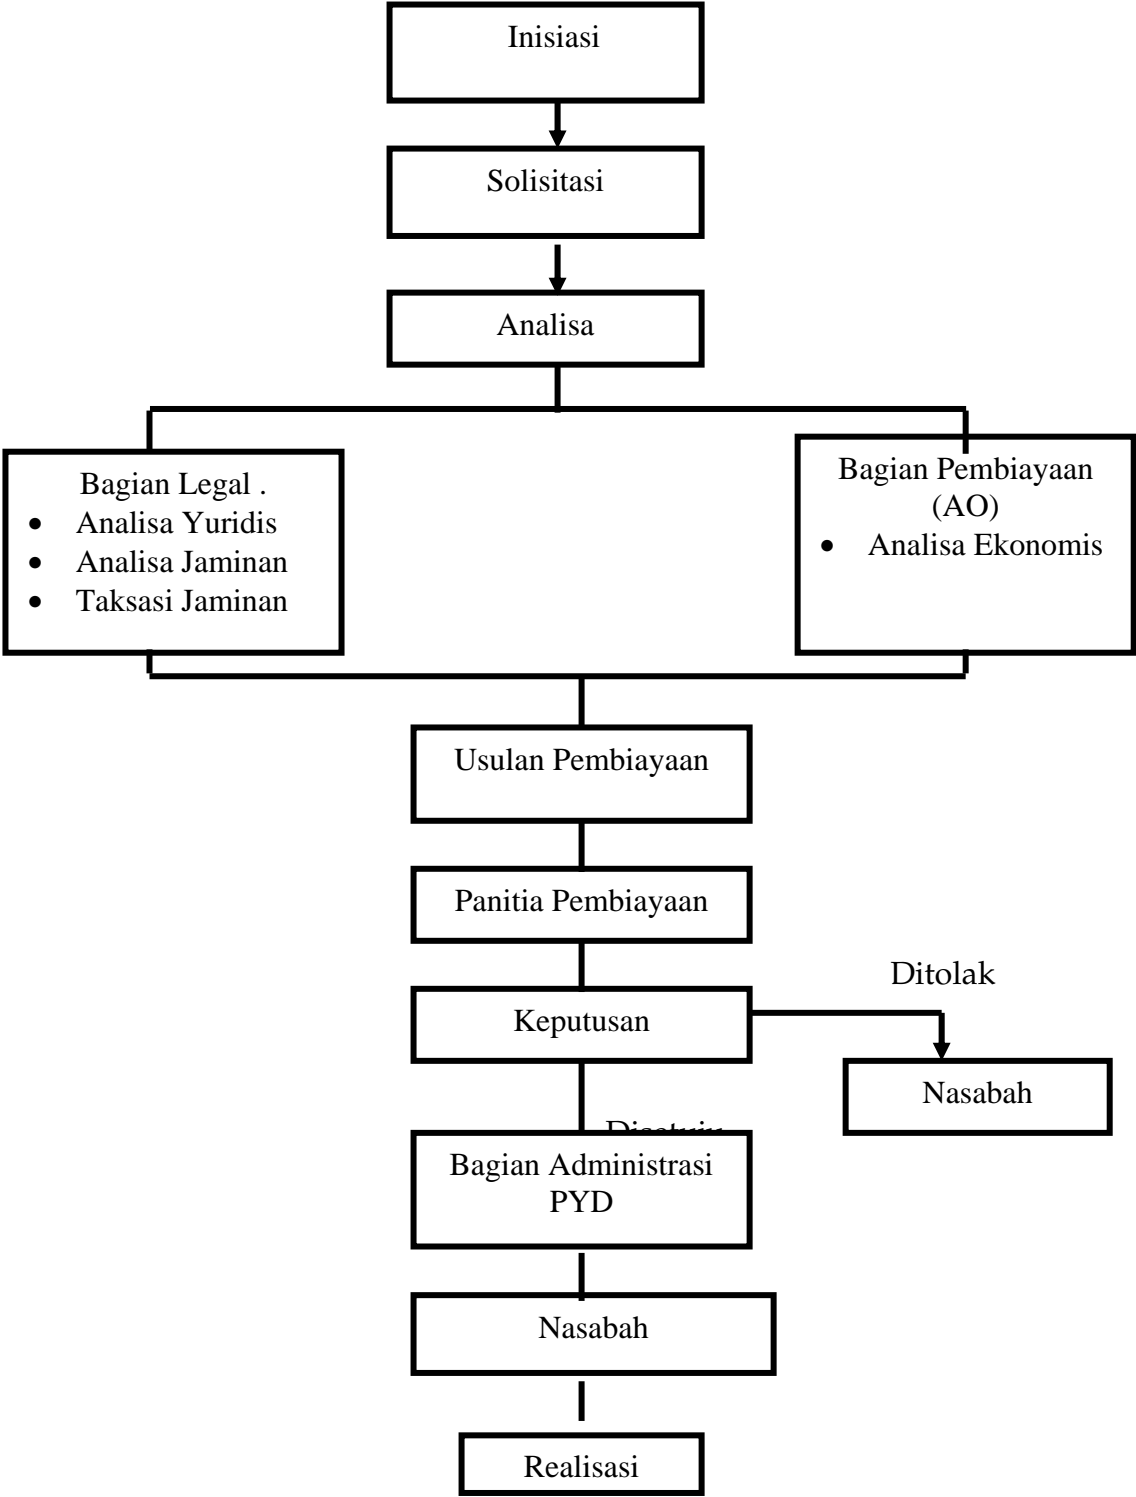 Inisiasi
Solisitasi
Analisa
Bagian Legal .
• Analisa Yuridis
• Analisa Jaminan
• Taksasi Jaminan
Bagian Pembiayaan
(AO)
• Analisa Ekonomis
Usulan Pembiayaan
Panitia Pembiayaan
Ditolak
Keputusan
Nasabah
Bagian Administrasi
PYD
Nasabah
Realisasi